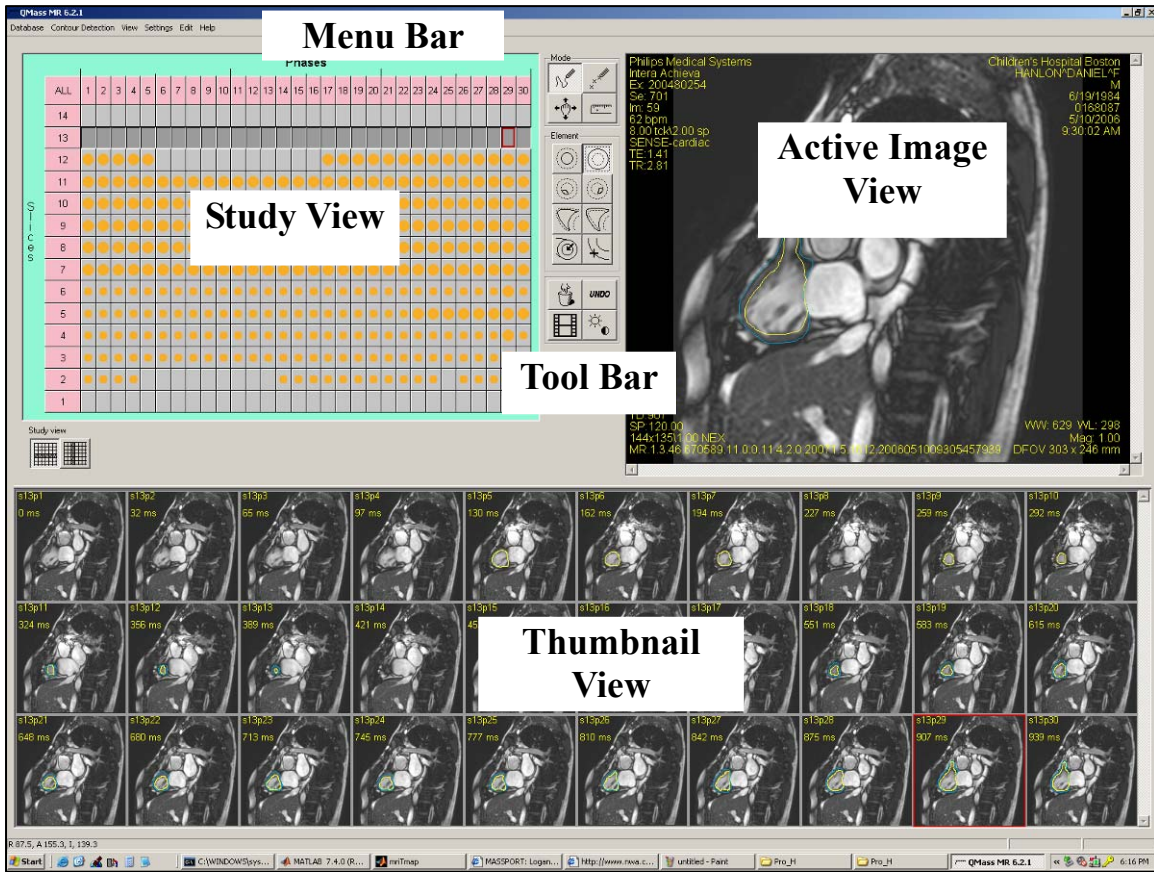 QMass MR 6.2.1
Database Contour Detection View Settings Edit Help
Menu Bar
Phases
ALL 1 2 3 4 5 6 7 8 9 10 11 12 13 14 15 16 17 18 19 20 21 22 23 24 25 26 27 28 29 30
14
13
12
11
10
9
8
7
6
5
4
3
2
1
Slices
Study View
Study view
Mode
Element
UNDO
Tool Bar
Philips Medical Systems
Intera Achieva
Ex: 200480254
Se: 701
Im: 59
62 bpm
8.00 tck\2.00 sp
SENSE-cardiac
TE:1.41
TR:2.81
Children's Hospital Boston
HANLON^DANIEL^F
M
6/19/1984
0168087
5/10/2006
9:30:02 AM
Active Image
View
SP:120.00
144x135\1.00 NEX
WW: 629 WL: 298
Mag: 1.00
DFOV 303 x 246 mm
s13p1 s13p2 s13p3 s13p4 s13p5 s13p6 s13p7 s13p8 s13p9 s13p10
0 ms 32 ms 65 ms 97 ms 130 ms 162 ms 194 ms 227 ms 259 ms 292 ms
s13p11 s13p12 s13p13 s13p14 s13p15 s13p16 s13p17 s13p18 s13p19 s13p20
324 ms 356 ms 389 ms 421 ms 551 ms 583 ms 615 ms
Thumbnail
View
s13p21 s13p22 s13p23 s13p24 s13p25 s13p26 s13p27 s13p28 s13p29 s13p30
648 ms 680 ms 713 ms 745 ms 777 ms 810 ms 842 ms 875 ms 907 ms 939 ms
R 87.5, A 155.3, I, 139.3
Start C:\WINDOWS\sys... MATLAB 7.4.0 (R... mriTmap MASSPORT: Logan... http://www.nwa.c... untitled - Paint Pro_H Pro_H QMass MR 6.2.1 6:16 PM